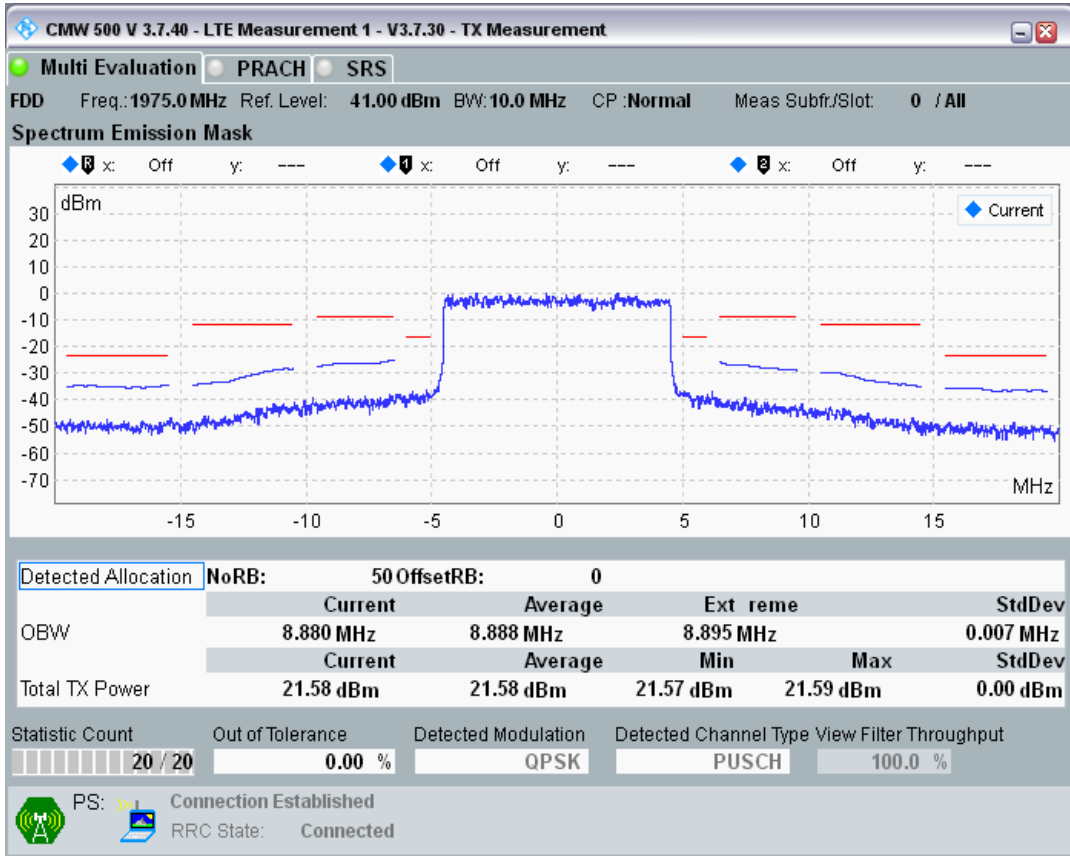 CMW 500 V 3.7.40 - LTE Measurement 1 - V3.7.30 - TX Measurement
Multi Evaluation PRACH SRS
FDD Freq.: 1975.0 MHz Ref. Level: 41.00 dBm BW: 10.0 MHz CP :Normal Meas Subfr./Slot: 0 / All
Spectrum Emission Mask
R x: Off y: --- 1 x: Off y: --- 2 x: Off y: ---
dBm
Current
30
20
10
0
-10
-20
-30
-40
-50
-60
-70
MHz
-15 -10 -5 0 5 10 15
Detected Allocation NoRB: 50 OffsetRB: 0
Current Average Ext reme StdDev
OBW 8.880 MHz 8.888 MHz 8.895 MHz 0.007 MHz
Current Average Min Max StdDev
Total TX Power 21.58 dBm 21.58 dBm 21.57 dBm 21.59 dBm 0.00 dBm
Statistic Count Out of Tolerance Detected Modulation Detected Channel Type View Filter Throughput
20 / 20 0.00 % QPSK PUSCH 100.0 %
PS: Connection Established
RRC State: Connected